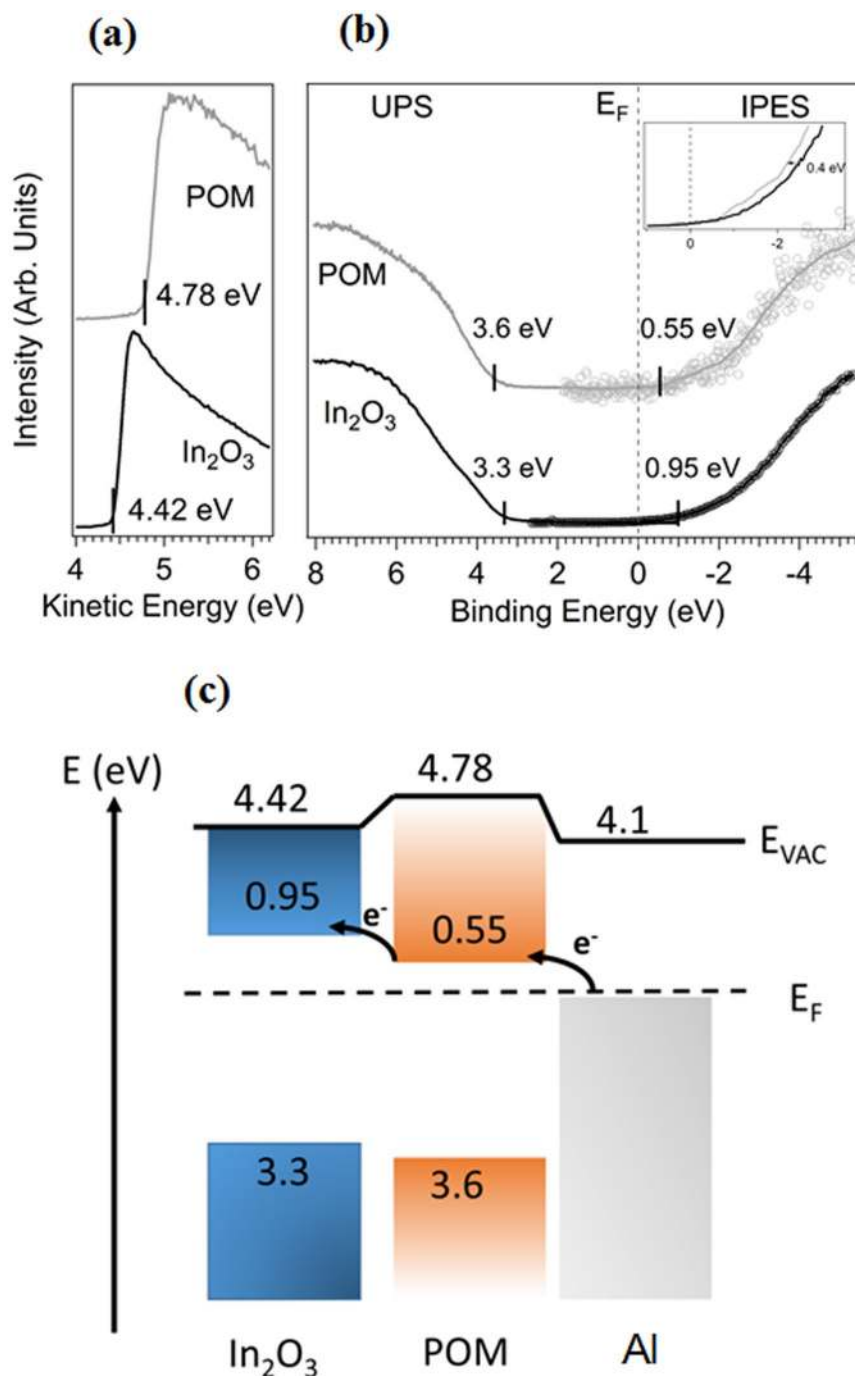 (a)
(b)
UPS
E_F
IPES
0.4 eV
0
-2
POM
4.78 eV
In₂O₃
4.42 eV
POM
3.6 eV
0.55 eV
In₂O₃
3.3 eV
0.95 eV
Intensity (Arb. Units)
4 5 6
Kinetic Energy (eV)
8 6 4 2 0 -2 -4
Binding Energy (eV)
(c)
E (eV)
4.42
4.78
4.1
E_VAC
0.95
e⁻
0.55
e⁻
E_F
3.3
3.6
In₂O₃
POM
Al